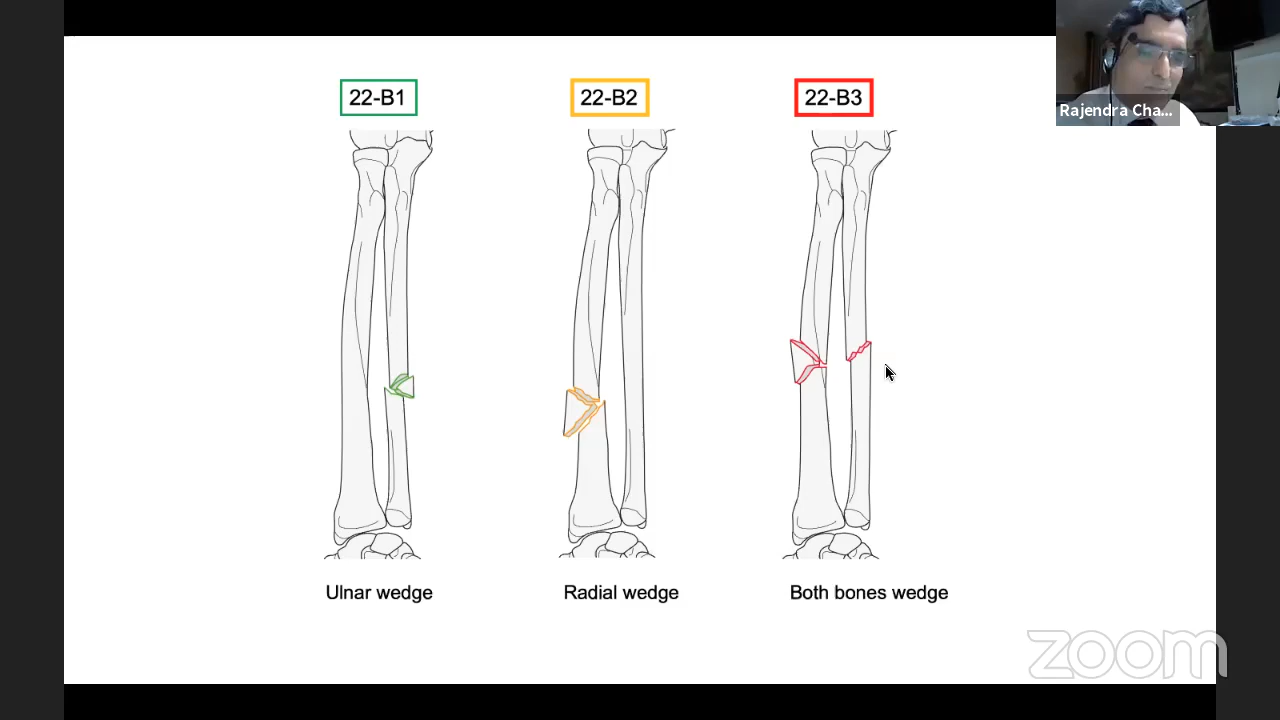 22-B1
22-B2
22-B3
Rajendra Cha...
Ulnar wedge
Radial wedge
Both bones wedge
zoom